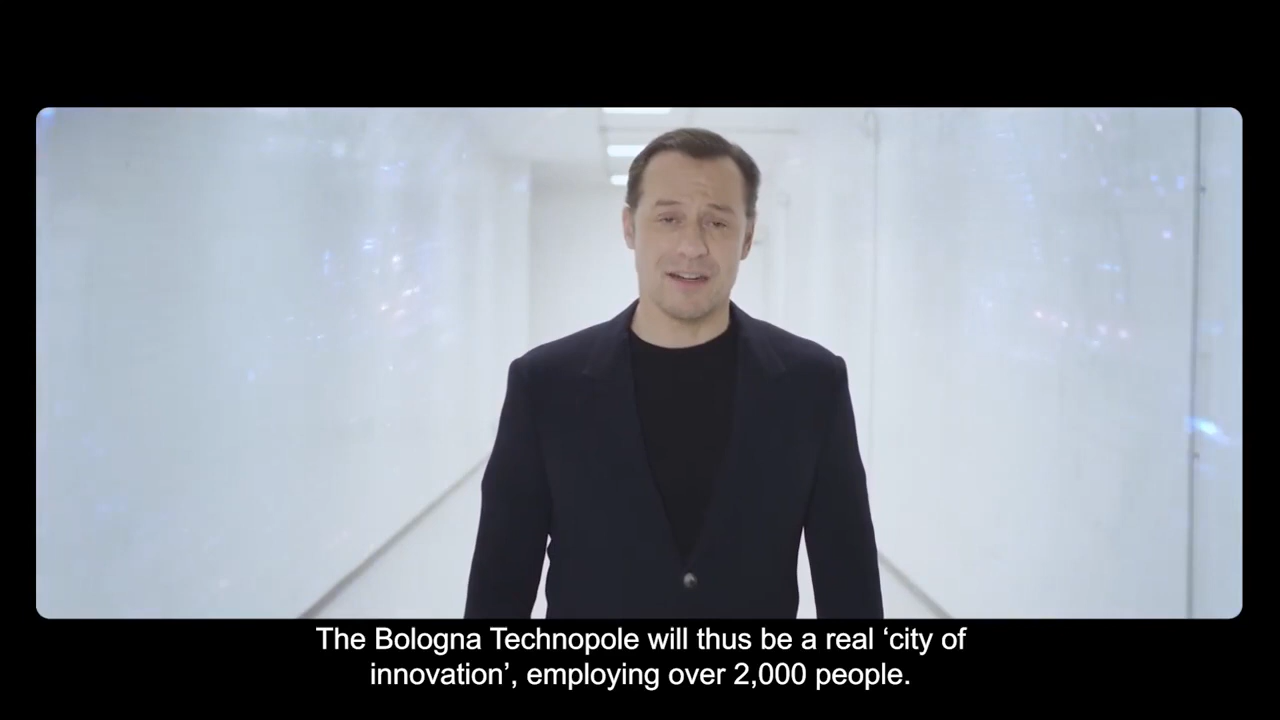 The Bologna Technopole will thus be a real ‘city of
innovation’, employing over 2,000 people.